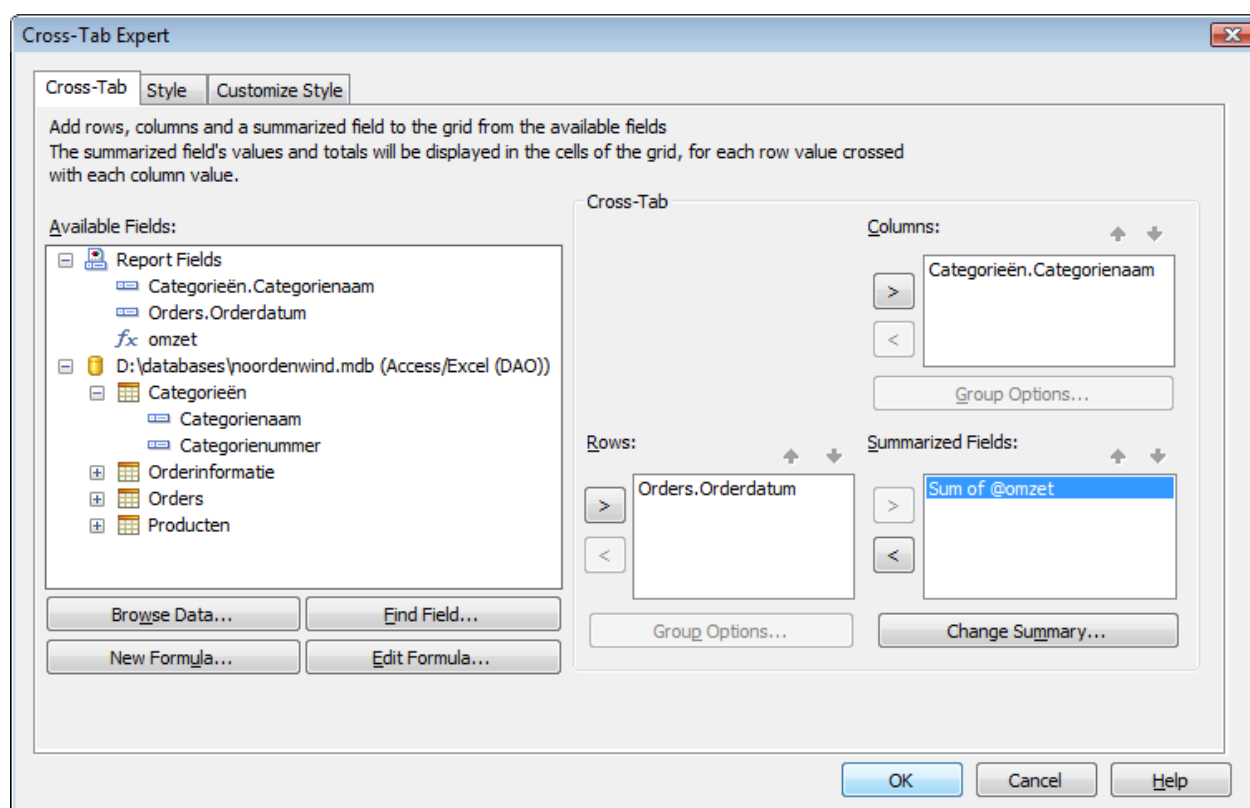 Cross-Tab Expert
Cross-Tab
Style
Customize Style
Add rows, columns and a summarized field to the grid from the available fields
The summarized field's values and totals will be displayed in the cells of the grid, for each row value crossed
with each column value.
Available Fields:
Report Fields
Categorieën.Categorienaam
Orders.Orderdatum
fx omzet
D:\databases\noordenwind.mdb (Access/Excel (DAO))
Categorieën
Categorienaam
Categorienummer
Orderinformatie
Orders
Producten
Browse Data...
Find Field...
New Formula...
Edit Formula...
Cross-Tab
Columns:
>
<
Categorieën.Categorienaam
Group Options...
Rows:
>
<
Orders.Orderdatum
Group Options...
Summarized Fields:
>
<
Sum of @omzet
Change Summary...
OK
Cancel
Help